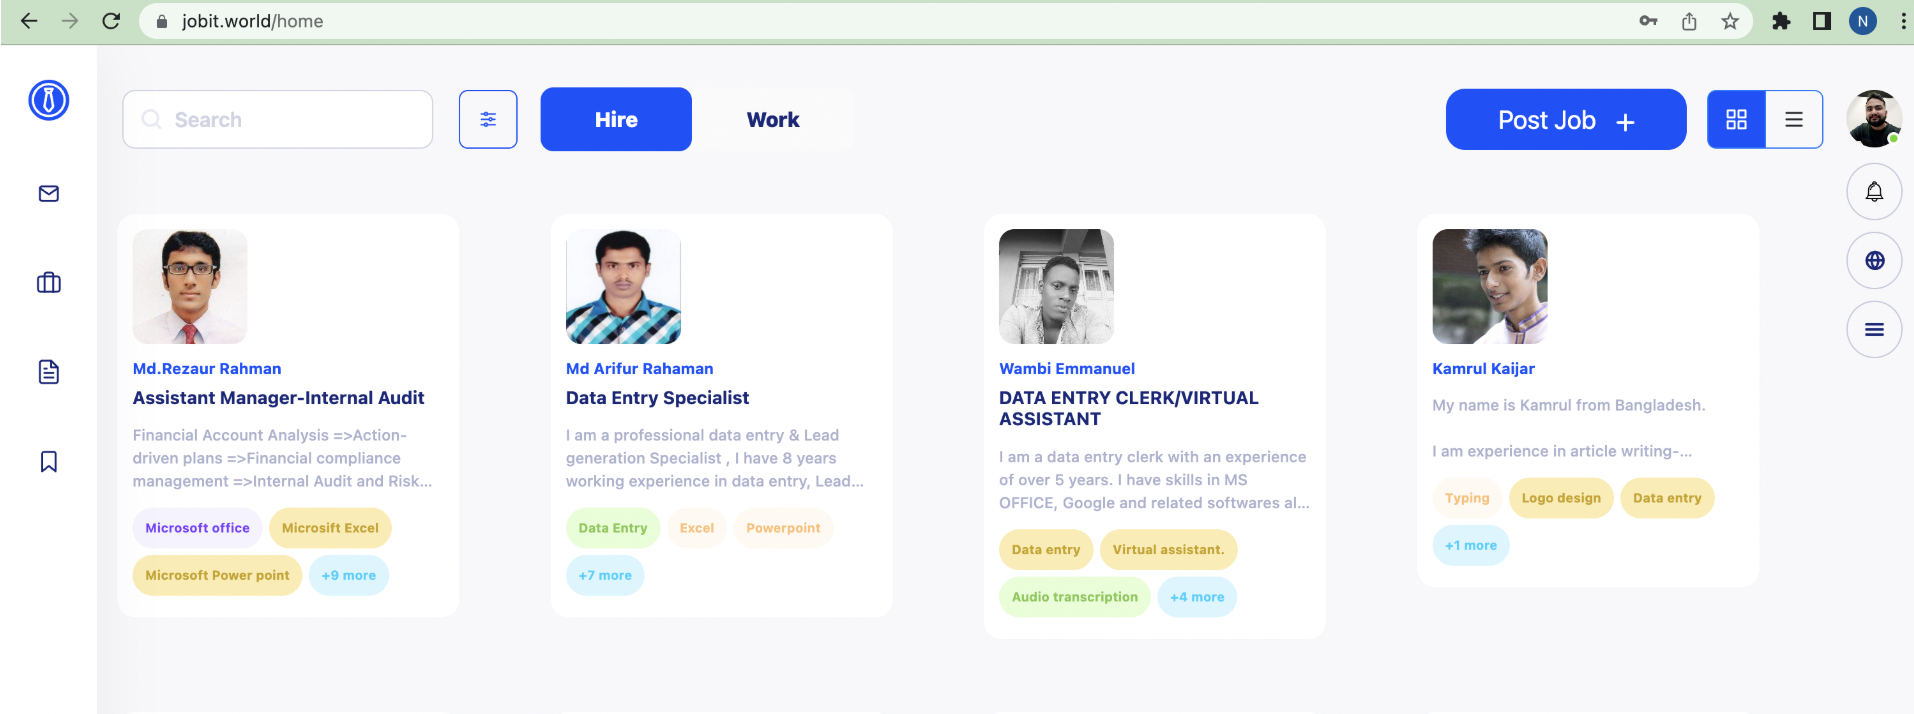 jobit.world/home
N
Search
Hire
Work
Post Job +
Md.Rezaur Rahman
Assistant Manager-Internal Audit
Financial Account Analysis =>Action-
driven plans =>Financial compliance
management =>Internal Audit and Risk...
Microsoft office
Microsift Excel
Microsoft Power point
+9 more
Md Arifur Rahaman
Data Entry Specialist
I am a professional data entry & Lead
generation Specialist , I have 8 years
working experience in data entry, Lead...
Data Entry
Excel
Powerpoint
+7 more
Wambi Emmanuel
DATA ENTRY CLERK/VIRTUAL
ASSISTANT
I am a data entry clerk with an experience
of over 5 years. I have skills in MS
OFFICE, Google and related softwares al...
Data entry
Virtual assistant.
Audio transcription
+4 more
Kamrul Kaijar
My name is Kamrul from Bangladesh.
I am experience in article writing-...
Typing
Logo design
Data entry
+1 more